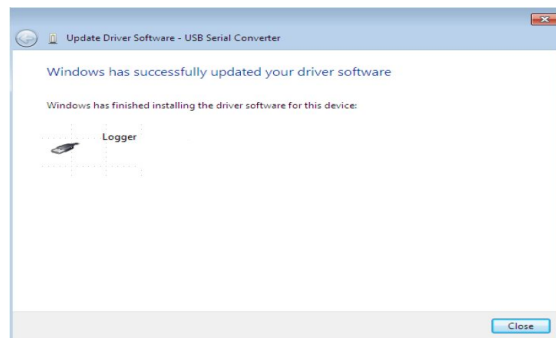 Update Driver Software - USB Serial Converter
Windows has successfully updated your driver software
Windows has finished installing the driver software for this device:
Logger
Close